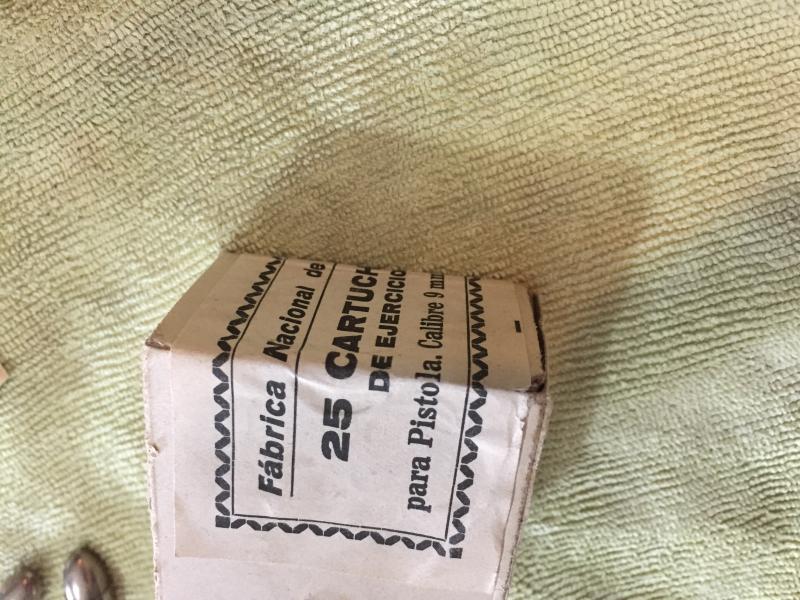 Fábrica Nacional de
25 CARTUCH
DE EJERCICIO
para Pistola. Calibre 9 mm